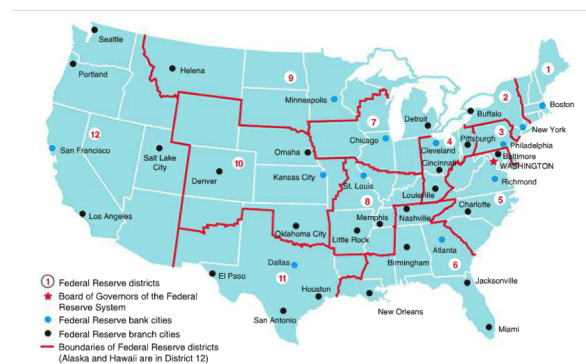 Seattle
1
Helena
Portland
9
2
Minneapolis
Boston
Buffalo
7
Detroit
3
New York
12
4
Pittsburgh
Chicago
Cleveland
Philadelphia
Omaha
Baltimore
San Francisco
Salt Lake
City
10
Cincinnati
WASHINGTON
Denver
Kansas City
St. Louis
Richmond
Louisville
8
5
Charlotte
Los Angeles
Memphis
Nashville
Oklahoma City
Little Rock
Atlanta
Birmingham
6
Dallas
El Paso
11
Jacksonville
Houston
New Orleans
San Antonio
Miami
1 Federal Reserve districts
Board of Governors of the Federal
Reserve System
Federal Reserve bank cities
Federal Reserve branch cities
Boundaries of Federal Reserve districts
(Alaska and Hawaii are in District 12)